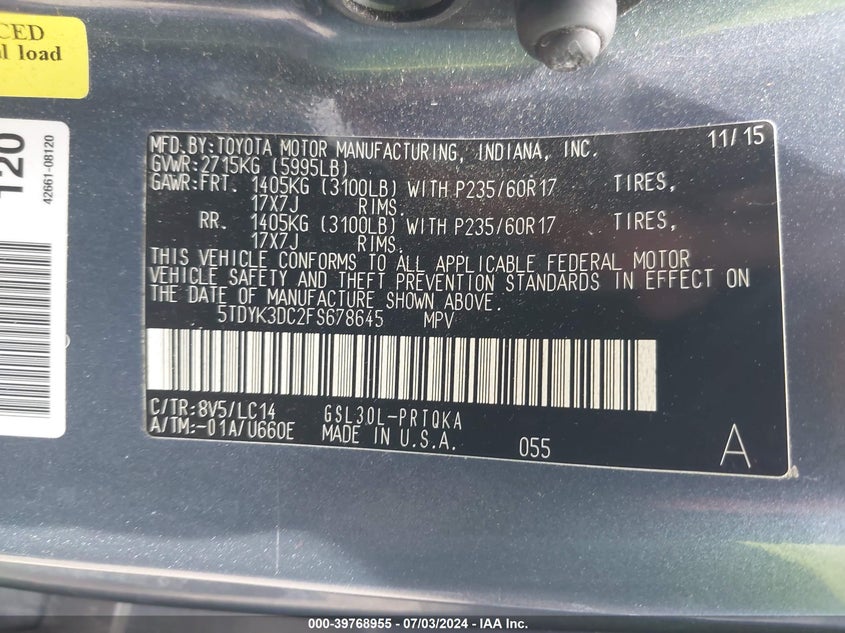 CED
al load
120
42661-08120
MFD.BY:TOYOTA MOTOR MANUFACTURING, INDIANA, INC. 11/15
GVWR:2715KG (5995LB)
GAWR:FRT. 1405KG (3100LB) WITH P235/60R17 TIRES,
17X7J RIMS.
RR. 1405KG (3100LB) WITH P235/60R17 TIRES,
17X7J RIMS.
THIS VEHICLE CONFORMS TO ALL APPLICABLE FEDERAL MOTOR
VEHICLE SAFETY AND THEFT PREVENTION STANDARDS IN EFFECT ON
THE DATE OF MANUFACTURE SHOWN ABOVE.
5TDYK3DC2FS678645 MPV
C/TR:8V5/LC14 GSL30L-PRTQKA
A/TM:-01A/U660E MADE IN U.S.A. 055 A
000-39768955 - 07/03/2024 - IAA Inc.